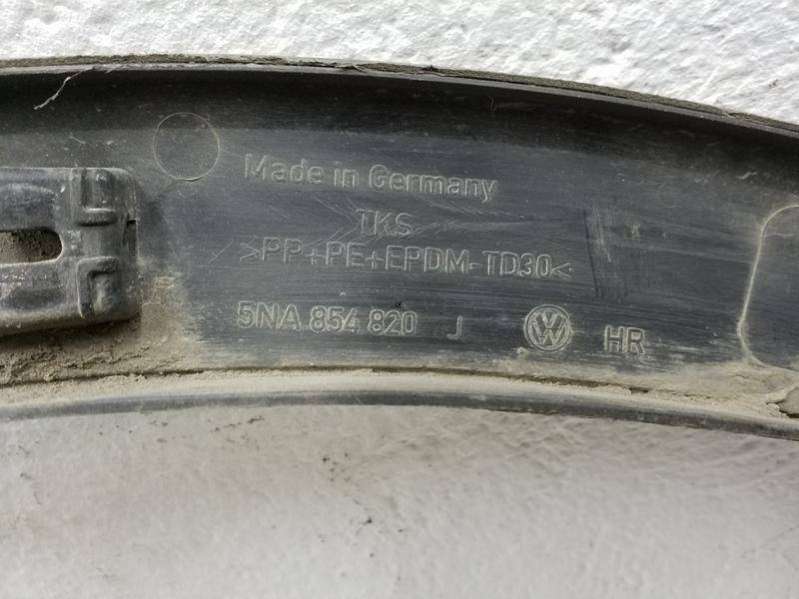 Made in Germany
TKS
>PP+PE+EPDM-TD30<
5NA 854 820 J HR